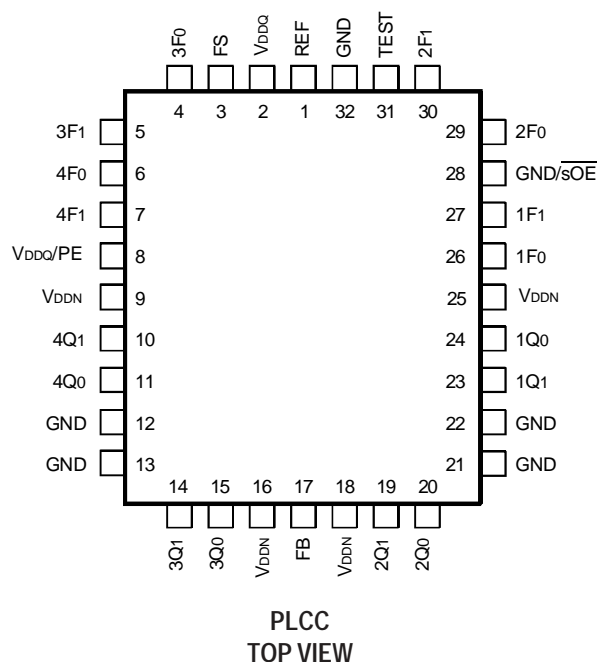 3F0 FS VDDQ REF GND TEST 2F1
4 3 2 1 32 31 30
3F1 5 29 2F0
4F0 6 28 GND/sOE
4F1 7 27 1F1
VDDQ/PE 8 26 1F0
VDDN 9 25 VDDN
4Q1 10 24 1Q0
4Q0 11 23 1Q1
GND 12 22 GND
GND 13 21 GND
14 15 16 17 18 19 20
3Q1 3Q0 VDDN FB VDDN 2Q1 2Q0
PLCC
TOP VIEW